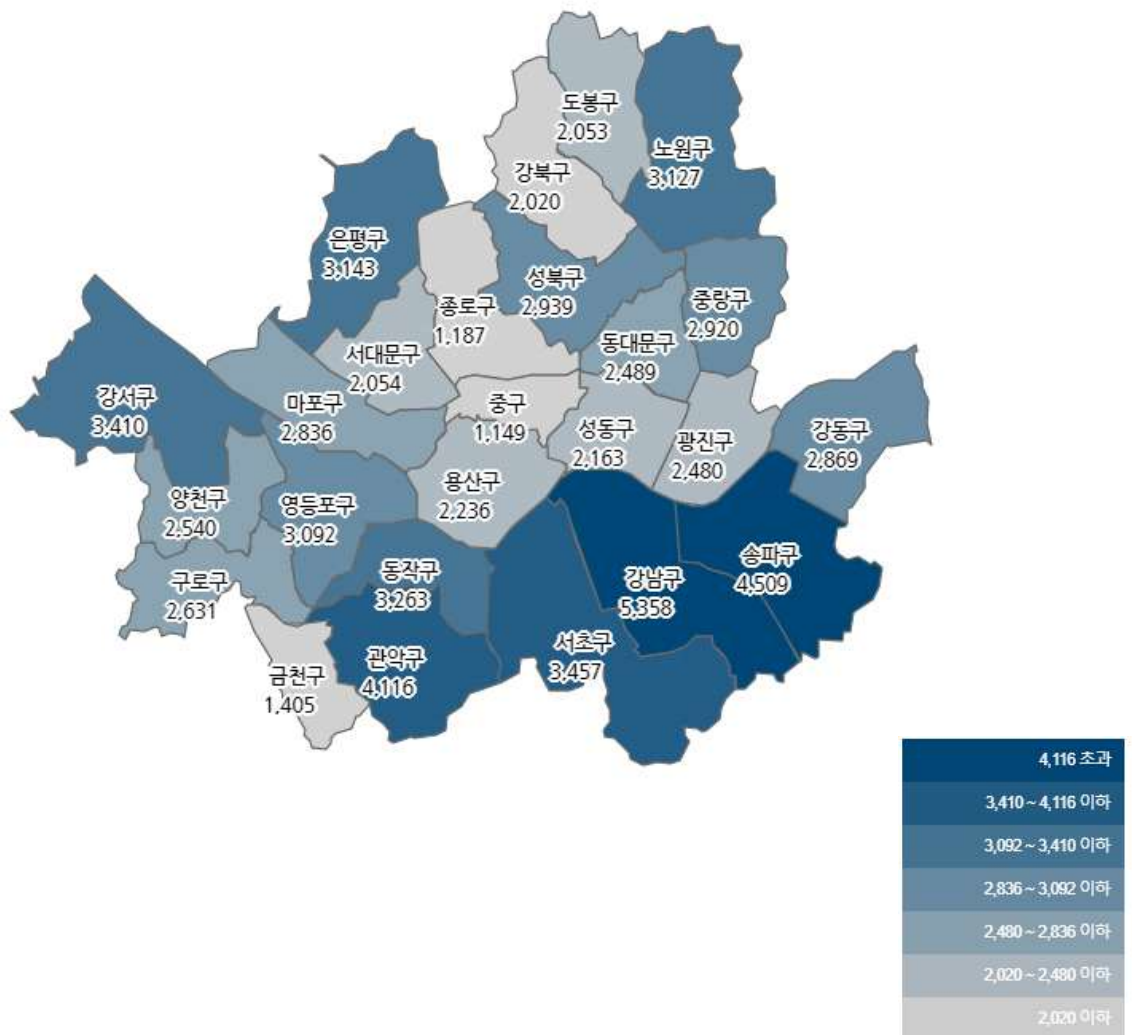 도봉구
2,053
노원구
3,127
강북구
2,020
은평구
3,143
성북구
2,939
중랑구
2,920
종로구
1,187
동대문구
2,489
서대문구
2,054
강서구
3,410
마포구
2,836
중구
1,149
성동구
2,163
광진구
2,480
강동구
2,869
용산구
2,236
양천구
2,540
영등포구
3,092
구로구
2,631
동작구
3,263
강남구
5,358
송파구
4,509
서초구
3,457
관악구
4,116
금천구
1,405
4,116 초과
3,410 ~ 4,116 이하
3,092 ~ 3,410 이하
2,836 ~ 3,092 이하
2,480 ~ 2,836 이하
2,020 ~ 2,480 이하
2,020 이하